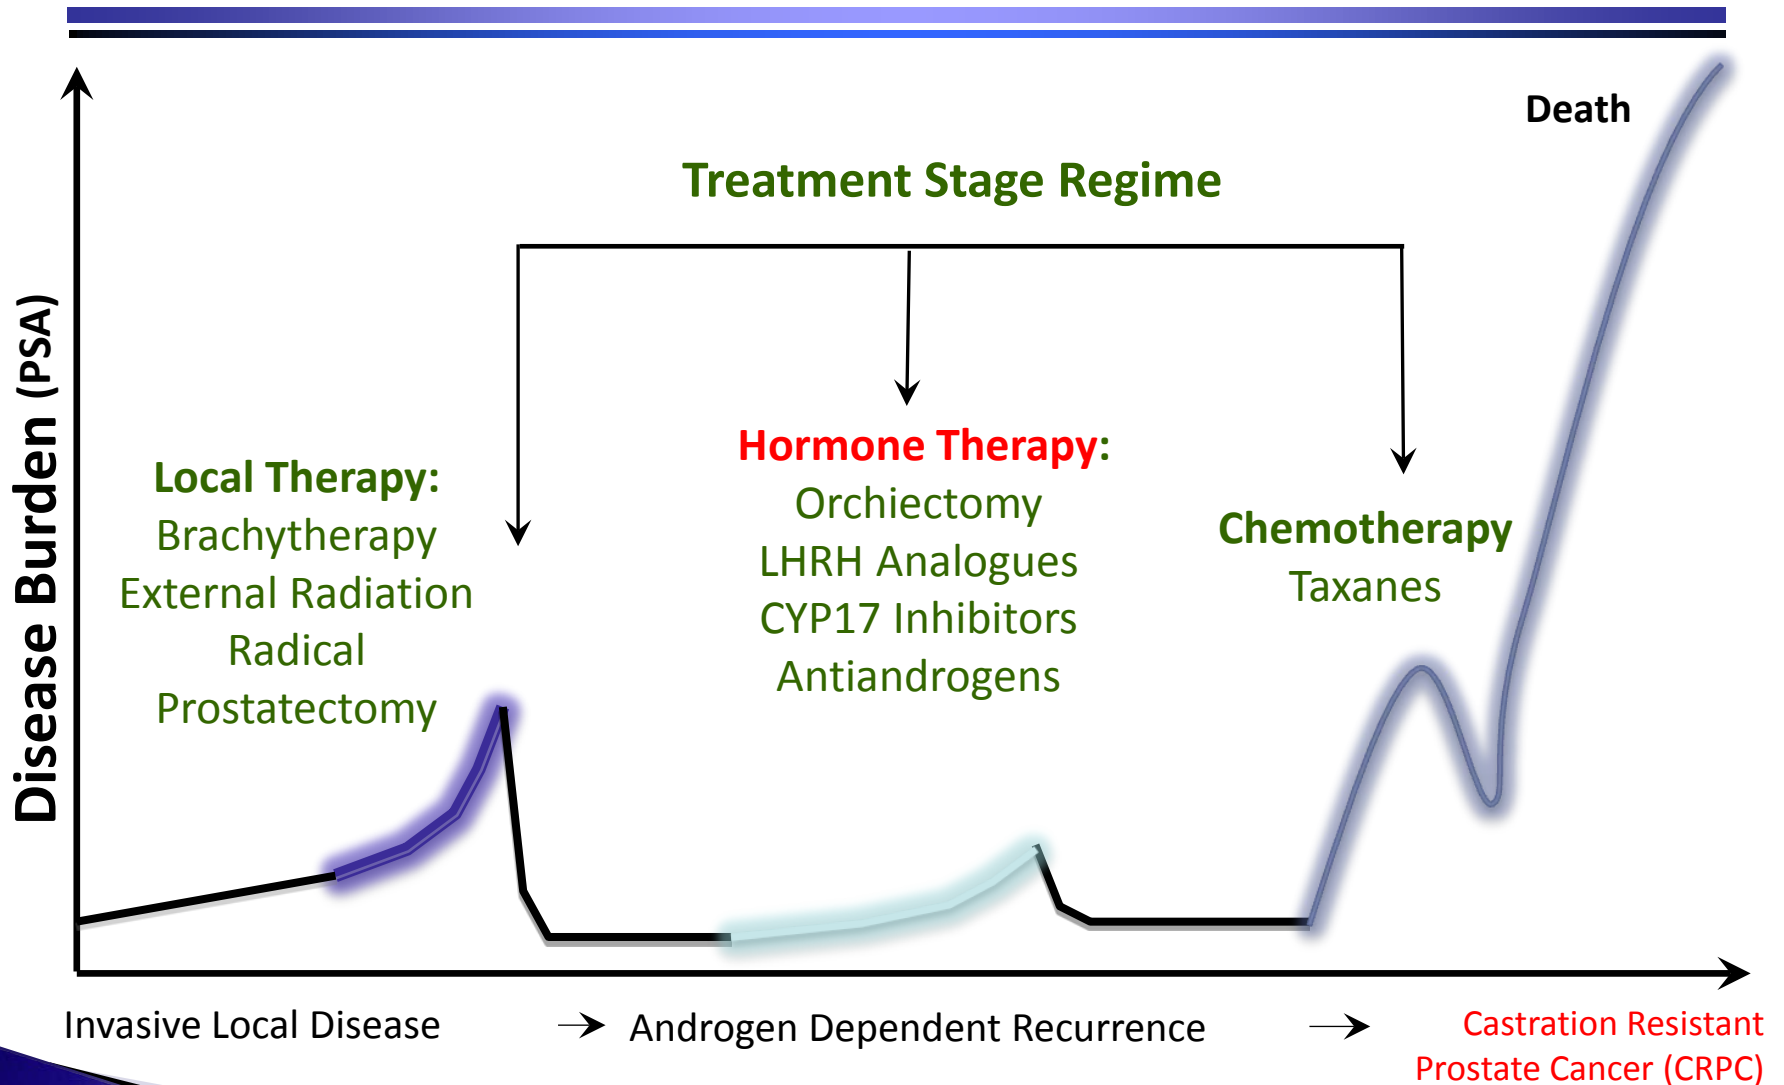 Death
Treatment Stage Regime
Disease Burden (PSA)
Local Therapy:
Brachytherapy
External Radiation
Radical
Prostatectomy
Hormone Therapy:
Orchiectomy
LHRH Analogues
CYP17 Inhibitors
Antiandrogens
Chemotherapy
Taxanes
Invasive Local Disease
Androgen Dependent Recurrence
Castration Resistant
Prostate Cancer (CRPC)